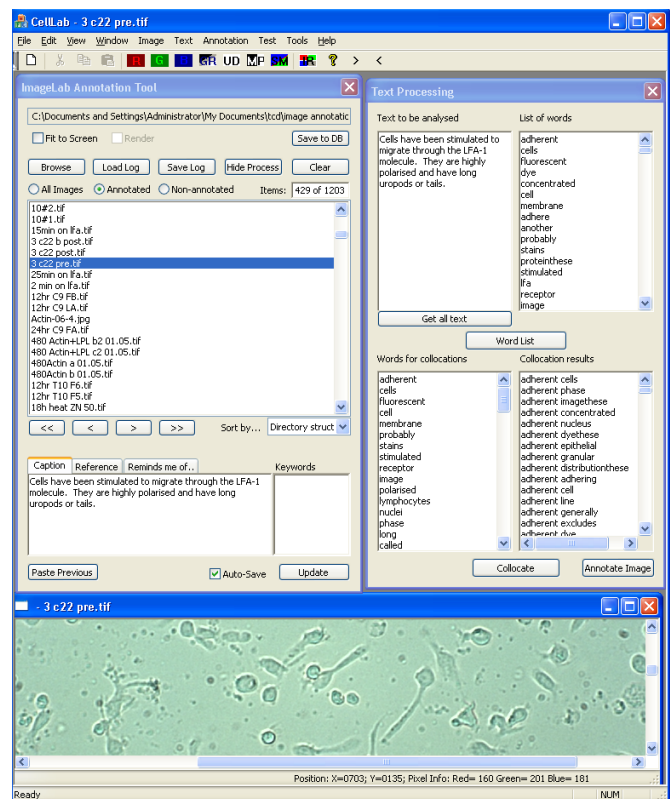 CellLab - 3 c22 pre.tif
File Edit View Window Image Text Annotation Test Tools Help
R G GR UD MP SM IR ? > <
ImageLab Annotation Tool
C:\Documents and Settings\Administrator\My Documents\tcd\image annotatic
Fit to Screen Render Save to DB
Browse Load Log Save Log Hide Process Clear
All Images Annotated Non-annotated Items: 429 of 1203
10#2.tif
10#1.tif
15min on lfa.tif
3 c22 b post.tif
3 c22 post.tif
3 c22 pre.tif
25min on lfa.tif
2 min on lfa.tif
12hr C9 FB.tif
12hr C9 LA.tif
Actin-06-4.jpg
24hr C9 FA.tif
480 Actin+LPL b2 01.05.tif
480 Actin+LPL c2 01.05.tif
480Actin a 01.05.tif
480Actin b 01.05.tif
12hr T10 F6.tif
12hr T10 F5.tif
18h heat ZN 50.tif
<< < > >> Sort by... Directory struct
Caption Reference Reminds me of.. Keywords
Cells have been stimulated to migrate through the LFA-1
molecule. They are highly polarised and have long
uropods or tails.
Paste Previous Auto-Save Update
Text Processing
Text to be analysed
Cells have been stimulated to
migrate through the LFA-1
molecule. They are highly
polarised and have long
uropods or tails.
Get all text
List of words
adherent
cells
fluorescent
dye
concentrated
cell
membrane
adhere
another
probably
stains
proteinthese
stimulated
lfa
receptor
image
Word List
Words for collocations
adherent
cells
fluorescent
cell
membrane
probably
stains
stimulated
receptor
image
polarised
lymphocytes
nuclei
phase
long
called
Collocation results
adherent cells
adherent phase
adherent imagethese
adherent concentrated
adherent nucleus
adherent dyethese
adherent epithelial
adherent granular
adherent distributionthese
adherent adhering
adherent cell
adherent line
adherent generally
adherent excludes
adherent dye
Collocate Annotate Image
- 3 c22 pre.tif
Position: X=0703; Y=0135; Pixel Info: Red= 160 Green= 201 Blue= 181
Ready NUM